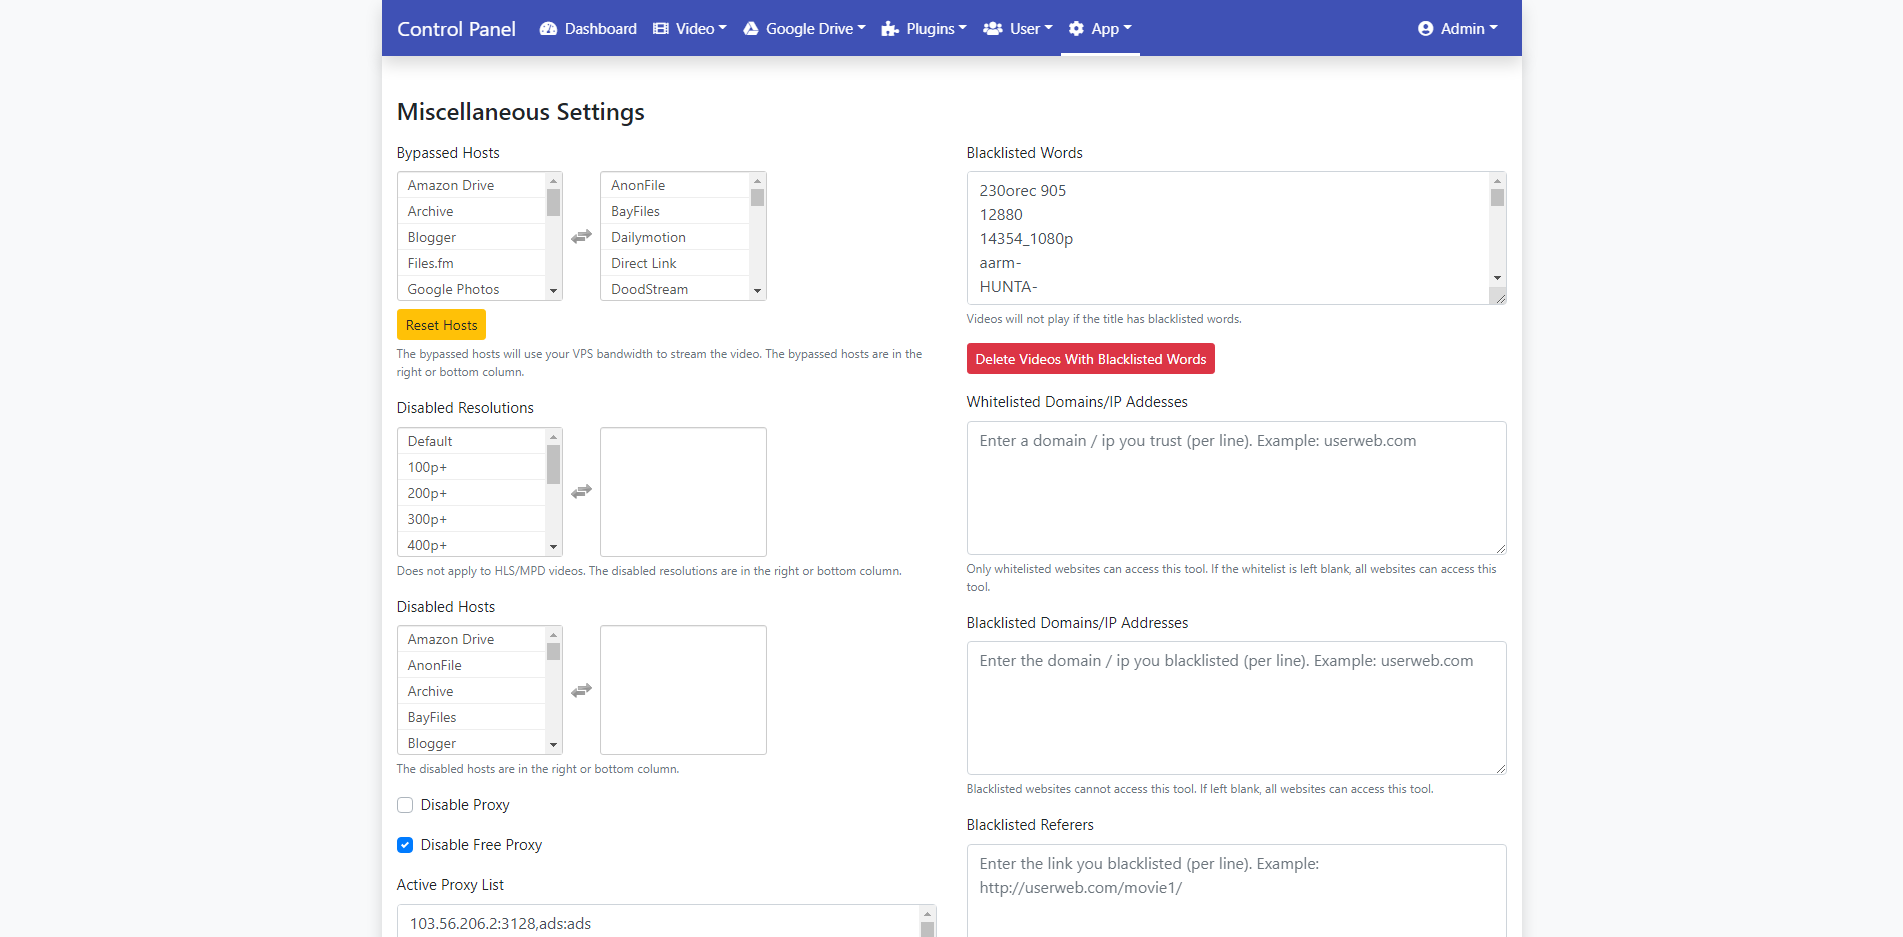 Control Panel Dashboard Video Google Drive Plugins User App Admin
Miscellaneous Settings
Bypassed Hosts
Amazon Drive
Archive
Blogger
Files.fm
Google Photos
AnonFile
BayFiles
Dailymotion
Direct Link
DoodStream
Reset Hosts
The bypassed hosts will use your VPS bandwidth to stream the video. The bypassed hosts are in the
right or bottom column.
Disabled Resolutions
Default
100p+
200p+
300p+
400p+
Does not apply to HLS/MPD videos. The disabled resolutions are in the right or bottom column.
Disabled Hosts
Amazon Drive
AnonFile
Archive
BayFiles
Blogger
The disabled hosts are in the right or bottom column.
Disable Proxy
Disable Free Proxy
Active Proxy List
103.56.206.2:3128,ads:ads
Blacklisted Words
230orec 905
12880
14354_1080p
aarm-
HUNTA-
Videos will not play if the title has blacklisted words.
Delete Videos With Blacklisted Words
Whitelisted Domains/IP Addesses
Enter a domain / ip you trust (per line). Example: userweb.com
Only whitelisted websites can access this tool. If the whitelist is left blank, all websites can access this
tool.
Blacklisted Domains/IP Addresses
Enter the domain / ip you blacklisted (per line). Example: userweb.com
Blacklisted websites cannot access this tool. If left blank, all websites can access this tool.
Blacklisted Referers
Enter the link you blacklisted (per line). Example:
http://userweb.com/movie1/